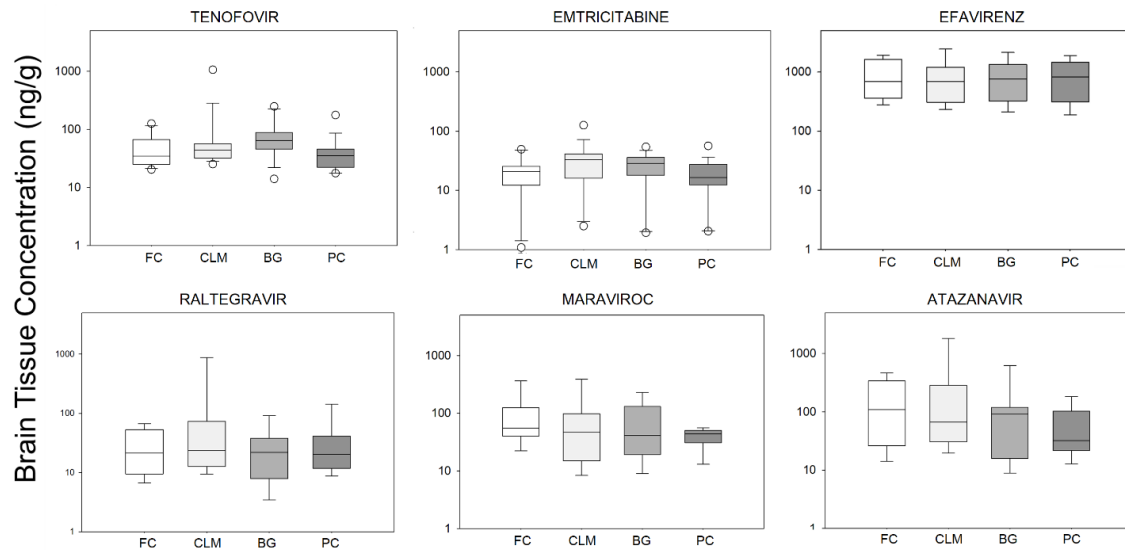 Brain Tissue Concentration (ng/g)
TENOFOVIR
1000
100
10
1
FC CLM BG PC
EMTRICITABINE
1000
100
10
1
FC CLM BG PC
EFAVIRENZ
1000
100
10
1
FC CLM BG PC
RALTEGRAVIR
1000
100
10
1
FC CLM BG PC
MARAVIROC
1000
100
10
1
FC CLM BG PC
ATAZANAVIR
1000
100
10
1
FC CLM BG PC